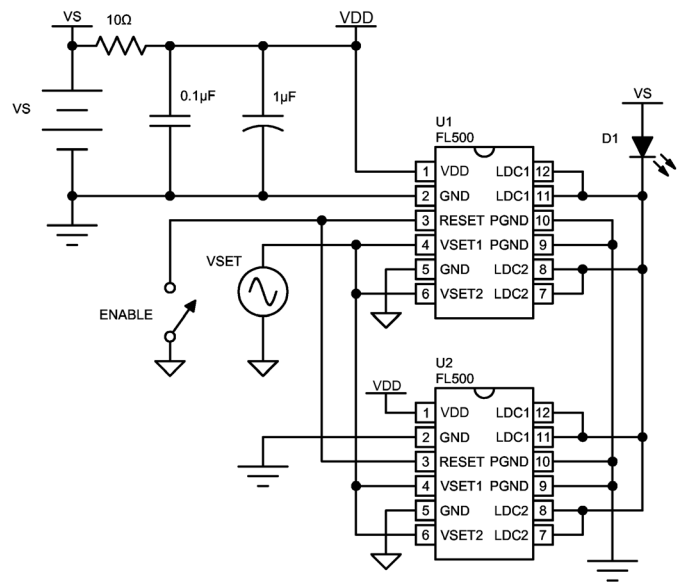 VS
10Ω
VDD
VS
0.1µF
1µF
VS
D1
U1
FL500
1 VDD LDC1 12
2 GND LDC1 11
3 RESET PGND 10
4 VSET1 PGND 9
5 GND LDC2 8
6 VSET2 LDC2 7
VSET
ENABLE
U2
FL500
VDD
1 VDD LDC1 12
2 GND LDC1 11
3 RESET PGND 10
4 VSET1 PGND 9
5 GND LDC2 8
6 VSET2 LDC2 7